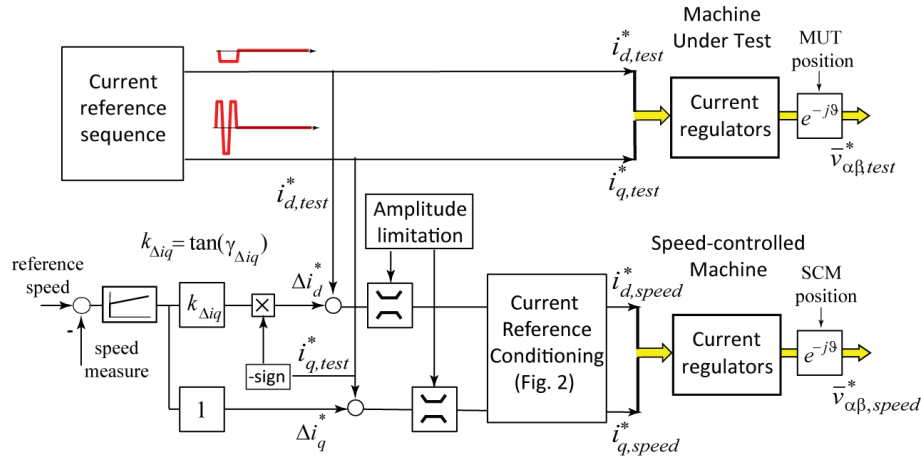 Machine
Under Test
Current
reference
sequence
i*d,test
i*q,test
Current
regulators
MUT
position
e^-jϑ
v̅*αβ,test
i*d,test
Amplitude
limitation
kΔiq=tan(γΔiq)
reference
speed
-
speed
measure
kΔiq
×
Δi*d
i*q,test
-sign
1
Δi*q
Current
Reference
Conditioning
(Fig. 2)
Speed-controlled
Machine
i*d,speed
i*q,speed
Current
regulators
SCM
position
e^-jϑ
v̅*αβ,speed